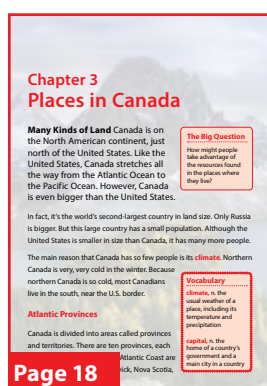 Chapter 3
Places in Canada
Many Kinds of Land Canada is on
the North American continent, just
north of the United States. Like the
United States, Canada stretches all
the way from the Atlantic Ocean to
the Pacific Ocean. However, Canada
is even bigger than the United States.
The Big Question
How might people
take advantage of
the resources found
in the places where
they live?
In fact, it's the world's second-largest country in land size. Only Russia
is bigger. But this large country has a small population. Although the
United States is smaller in size than Canada, it has many more people.
The main reason that Canada has so few people is its climate. Northern
Canada is very, very cold in the winter. Because
northern Canada is so cold, most Canadians
live in the south, near the U.S. border.
Atlantic Provinces
Canada is divided into areas called provinces
and territories. There are ten provinces, each
Atlantic Coast are
Nova Scotia,
Vocabulary
climate, n. the
usual weather of a
place, including its
temperature and
precipitation
capital, n. the
home of a country's
government and a
main city in a country
Page 18